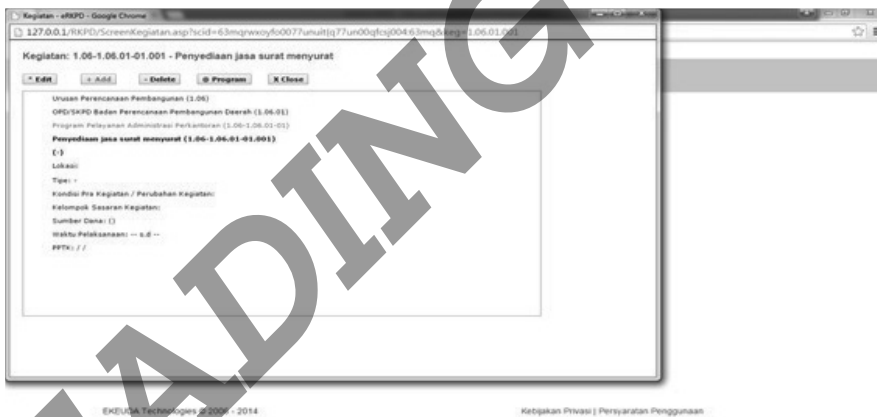 Kegiatan - eRKPD - Google Chrome
127.0.0.1/RKPD/ScreenKegiatan.asp?scid=63mqrwxoyfo0077unuitjq77un00qfcsj004:63mq&keg=1.06.01.001
Kegiatan: 1.06-1.06.01-01.001 - Penyediaan jasa surat menyurat
* Edit + Add - Delete @ Program X Close
Urusan Perencanaan Pembangunan (1.06)
OPD/SKPD Badan Perencanaan Pembangunan Daerah (1.06.01)
Program Pelayanan Administrasi Perkantoran (1.06-1.06.01-01)
Penyediaan jasa surat menyurat (1.06-1.06.01-01.001)
(-)
Lokasi:
Tipe: -
Kondisi Pra Kegiatan / Perubahan Kegiatan:
Kelompok Sasaran Kegiatan:
Sumber Dana: ()
Waktu Pelaksanaan: -- s.d --
PPTK: / /
EKEUDA Technologies © 2008 - 2014
Kebijakan Privasi | Persyaratan Penggunaan
ADING